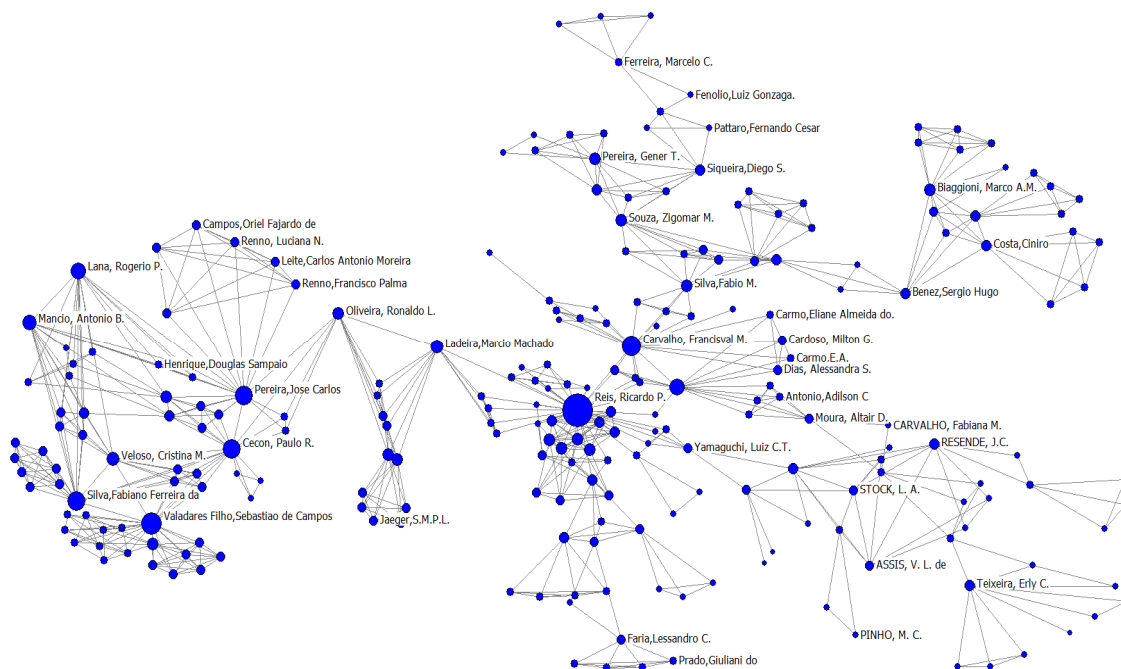 Ferreira, Marcelo C.
Fenolio,Luiz Gonzaga.
Pattaro,Fernando Cesar
Pereira, Gener T.
Siqueira,Diego S.
Biaggioni, Marco A.M.
Souza, Zigomar M.
Campos,Oriel Fajardo de
Renno, Luciana N.
Costa,Ciniro
Leite,Carlos Antonio Moreira
Lana, Rogerio P.
Renno,Francisco Palma
Silva,Fabio M.
Benez,Sergio Hugo
Oliveira, Ronaldo L.
Carmo,Eliane Almeida do.
Mancio, Antonio B.
Cardoso, Milton G.
Ladeira,Marcio Machado
Carvalho, Francisval M.
Carmo.E.A.
Henrique,Douglas Sampaio
Dias, Alessandra S.
Pereira,Jose Carlos
Antonio,Adilson C
Reis, Ricardo P.
Moura, Altair D.
CARVALHO, Fabiana M.
Cecon, Paulo R.
Yamaguchi, Luiz C.T.
RESENDE, J.C.
Veloso, Cristina M.
STOCK, L. A.
Silva,Fabiano Ferreira da
Valadares Filho,Sebastiao de Campos
Jaeger,S.M.P.L.
ASSIS, V. L. de
Teixeira, Erly C.
PINHO, M. C.
Faria,Lessandro C.
Prado,Giuliani do